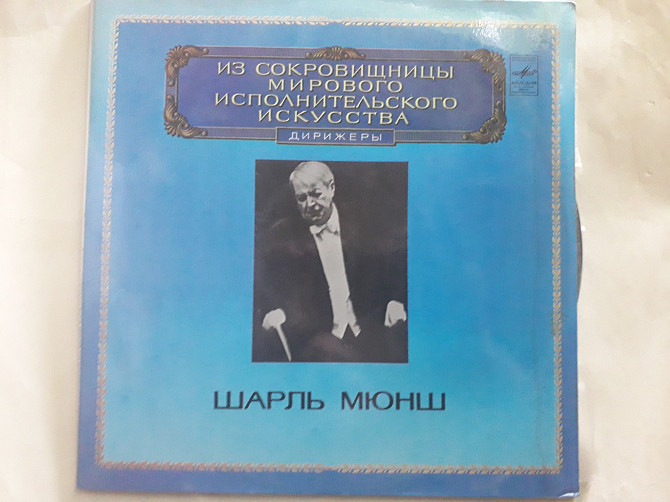 ИЗ СОКРОВИЩНИЦЫ
МИРОВОГО
ИСПОЛНИТЕЛЬСКОГО
ИСКУССТВА
ДИРИЖЕРЫ
ШАРЛЬ МЮНШ